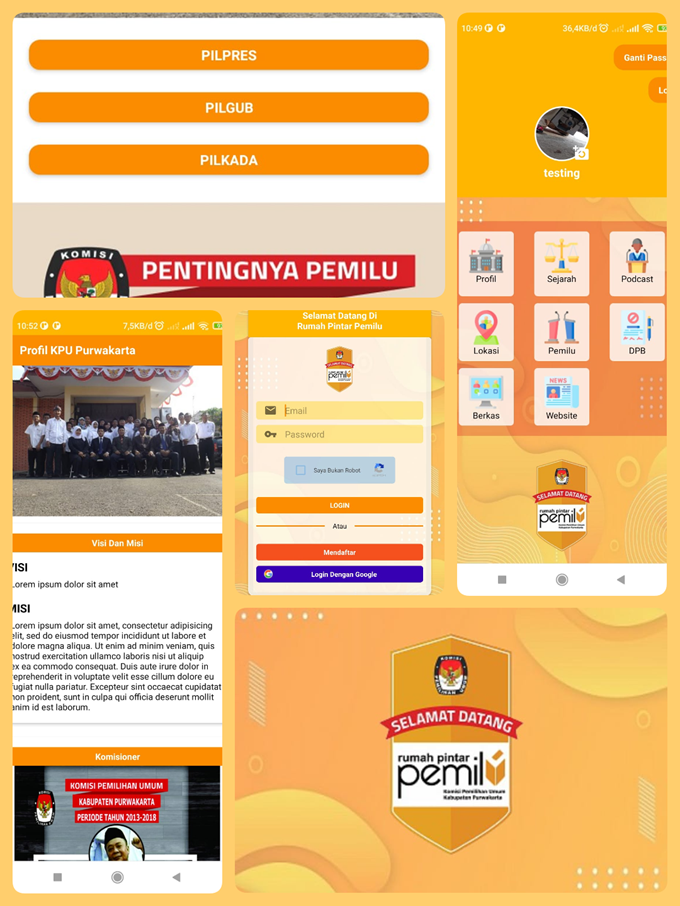 PILPRES
PILGUB
PILKADA
KOMISI
PENTINGNYA PEMILU
10:49
36,4KB/d
Ganti Pass
Lo
testing
Profil
Sejarah
Podcast
Lokasi
Pemilu
DPB
NEWS
Berkas
Website
SELAMAT DATANG
rumah pintar
pemilu
10:52
7,5KB/d
Profil KPU Purwakarta
Visi Dan Misi
VISI
Lorem ipsum dolor sit amet
MISI
Lorem ipsum dolor sit amet, consectetur adipisicing
elit, sed do eiusmod tempor incididunt ut labore et
dolore magna aliqua. Ut enim ad minim veniam, quis
nostrud exercitation ullamco laboris nisi ut aliquip
ex ea commodo consequat. Duis aute irure dolor in
reprehenderit in voluptate velit esse cillum dolore eu
fugiat nulla pariatur. Excepteur sint occaecat cupidatat
non proident, sunt in culpa qui officia deserunt mollit
anim id est laborum.
Komisioner
KOMISI PEMILIHAN UMUM
KABUPATEN PURWAKARTA
PERIODE TAHUN 2013-2018
Selamat Datang Di
Rumah Pintar Pemilu
Email
Password
Saya Bukan Robot
LOGIN
Atau
Mendaftar
Login Dengan Google
KOMISI
PEMILIHAN UMUM
SELAMAT DATANG
rumah pintar
pemilu
Komisi Pemilihan Umum
Kabupaten Purwakarta